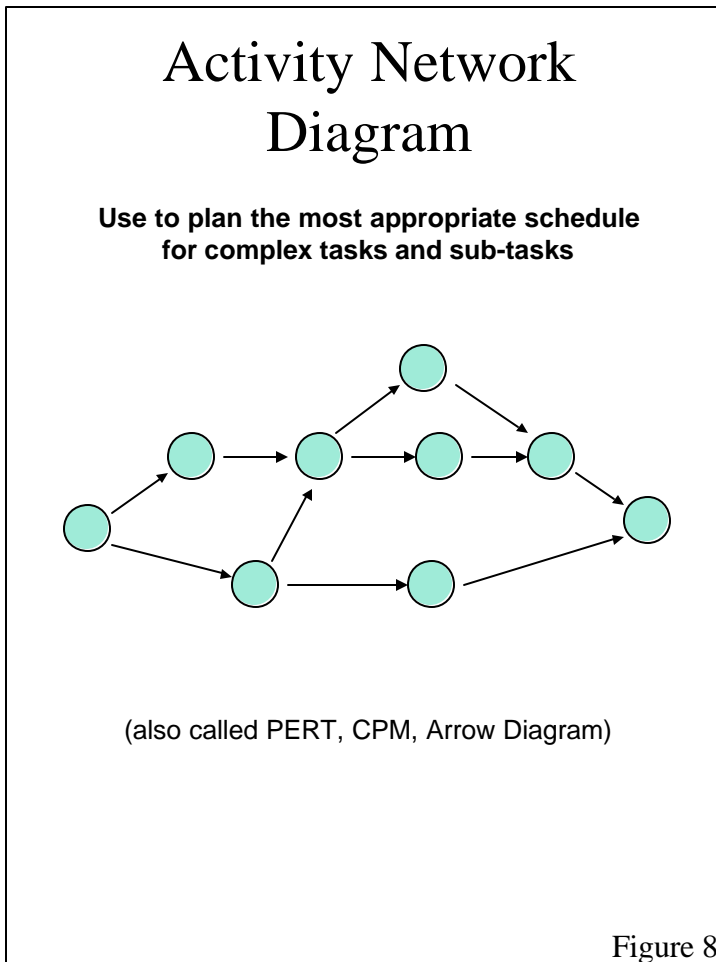 Activity Network
Diagram
Use to plan the most appropriate schedule
for complex tasks and sub-tasks
(also called PERT, CPM, Arrow Diagram)
Figure 8